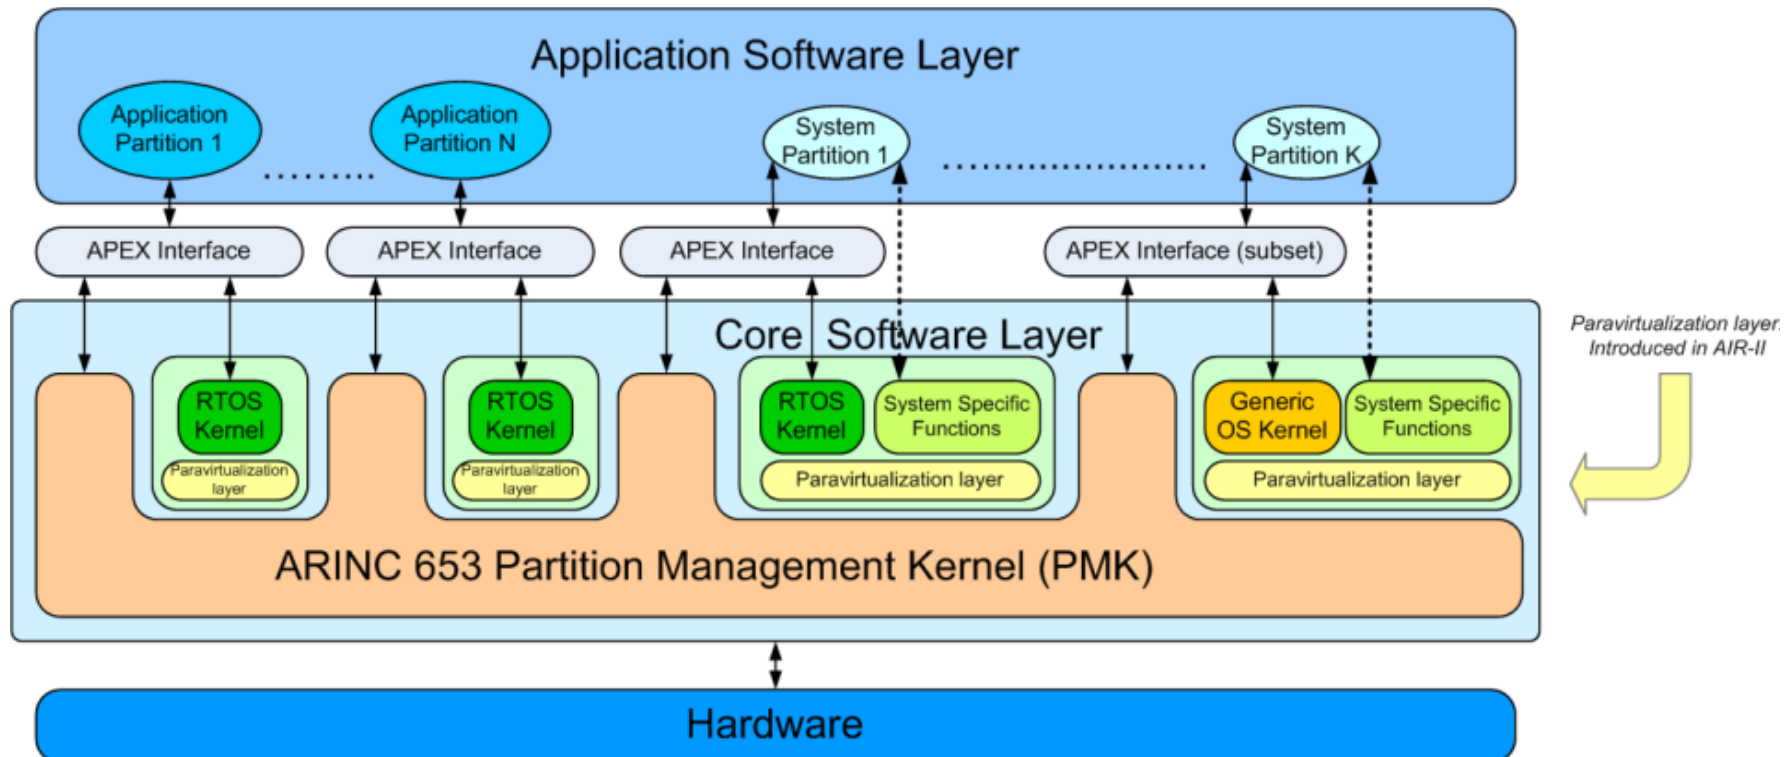 Application Software Layer
Application
Partition 1
Application
Partition N
System
Partition 1
System
Partition K
.........
.......................
APEX Interface
APEX Interface
APEX Interface
APEX Interface (subset)
Core Software Layer
Paravirtualization layer.
Introduced in AIR-II
RTOS
Kernel
Paravirtualization
layer
RTOS
Kernel
Paravirtualization
layer
RTOS
Kernel
System Specific
Functions
Paravirtualization layer
Generic
OS Kernel
System Specific
Functions
Paravirtualization layer
ARINC 653 Partition Management Kernel (PMK)
Hardware